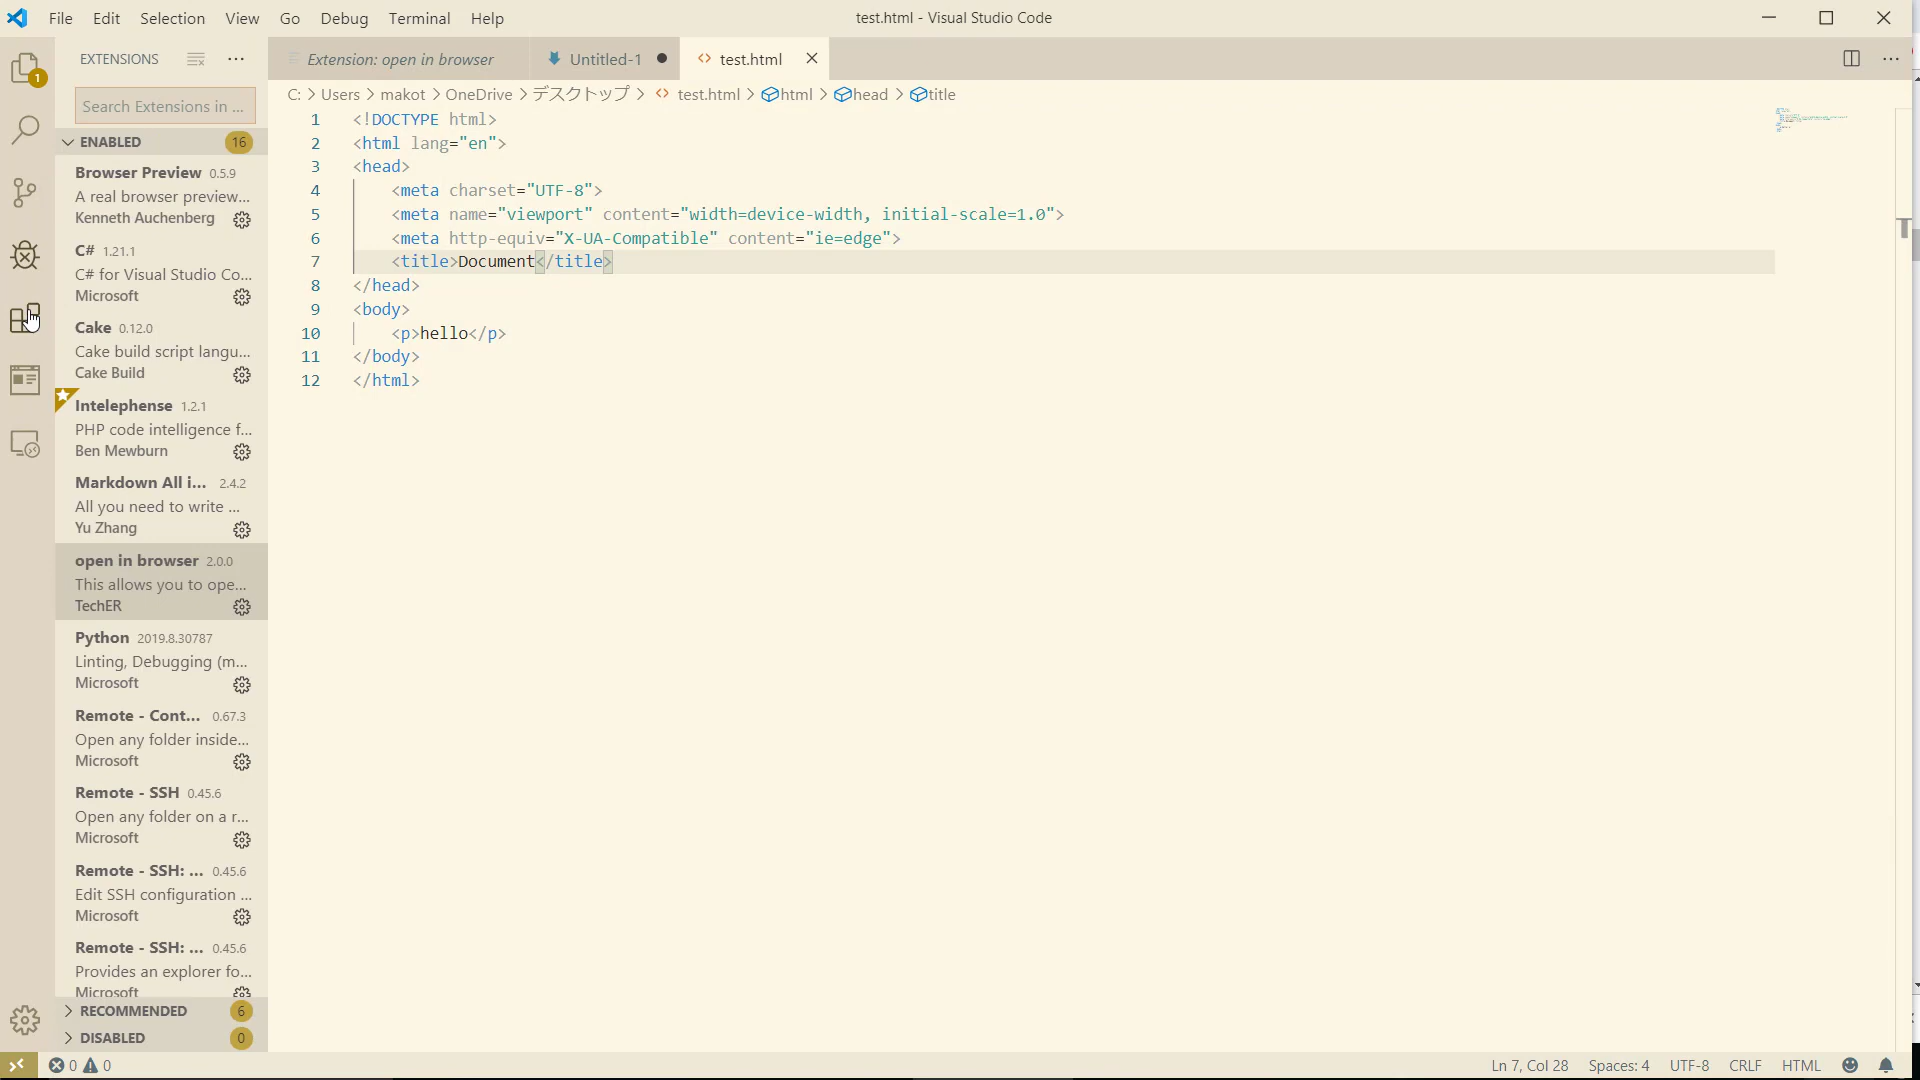 File Edit Selection View Go Debug Terminal Help
test.html - Visual Studio Code
EXTENSIONS
Extension: open in browser
Untitled-1
test.html
1
Search Extensions in ...
C: > Users > makot > OneDrive > デスクトップ > test.html > html > head > title
ENABLED 16
Browser Preview 0.5.9
A real browser preview...
Kenneth Auchenberg
C# 1.21.1
C# for Visual Studio Co...
Microsoft
Cake 0.12.0
Cake build script langu...
Cake Build
Intelephense 1.2.1
PHP code intelligence f...
Ben Mewburn
Markdown All i... 2.4.2
All you need to write ...
Yu Zhang
open in browser 2.0.0
This allows you to ope...
TechER
Python 2019.8.30787
Linting, Debugging (m...
Microsoft
Remote - Cont... 0.67.3
Open any folder inside...
Microsoft
Remote - SSH 0.45.6
Open any folder on a r...
Microsoft
Remote - SSH: ... 0.45.6
Edit SSH configuration ...
Microsoft
Remote - SSH: ... 0.45.6
Provides an explorer fo...
Microsoft
RECOMMENDED 6
DISABLED 0
1 <!DOCTYPE html>
2 <html lang="en">
3 <head>
4     <meta charset="UTF-8">
5     <meta name="viewport" content="width=device-width, initial-scale=1.0">
6     <meta http-equiv="X-UA-Compatible" content="ie=edge">
7     <title>Document</title>
8 </head>
9 <body>
10     <p>hello</p>
11 </body>
12 </html>
0 0
Ln 7, Col 28 Spaces: 4 UTF-8 CRLF HTML